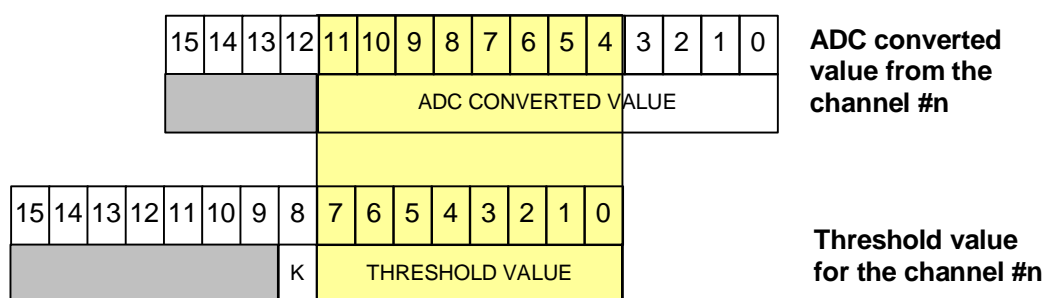 15 14 13 12 11 10 9 8 7 6 5 4 3 2 1 0
ADC CONVERTED VALUE
ADC converted
value from the
channel #n
15 14 13 12 11 10 9 8 7 6 5 4 3 2 1 0
K THRESHOLD VALUE
Threshold value
for the channel #n